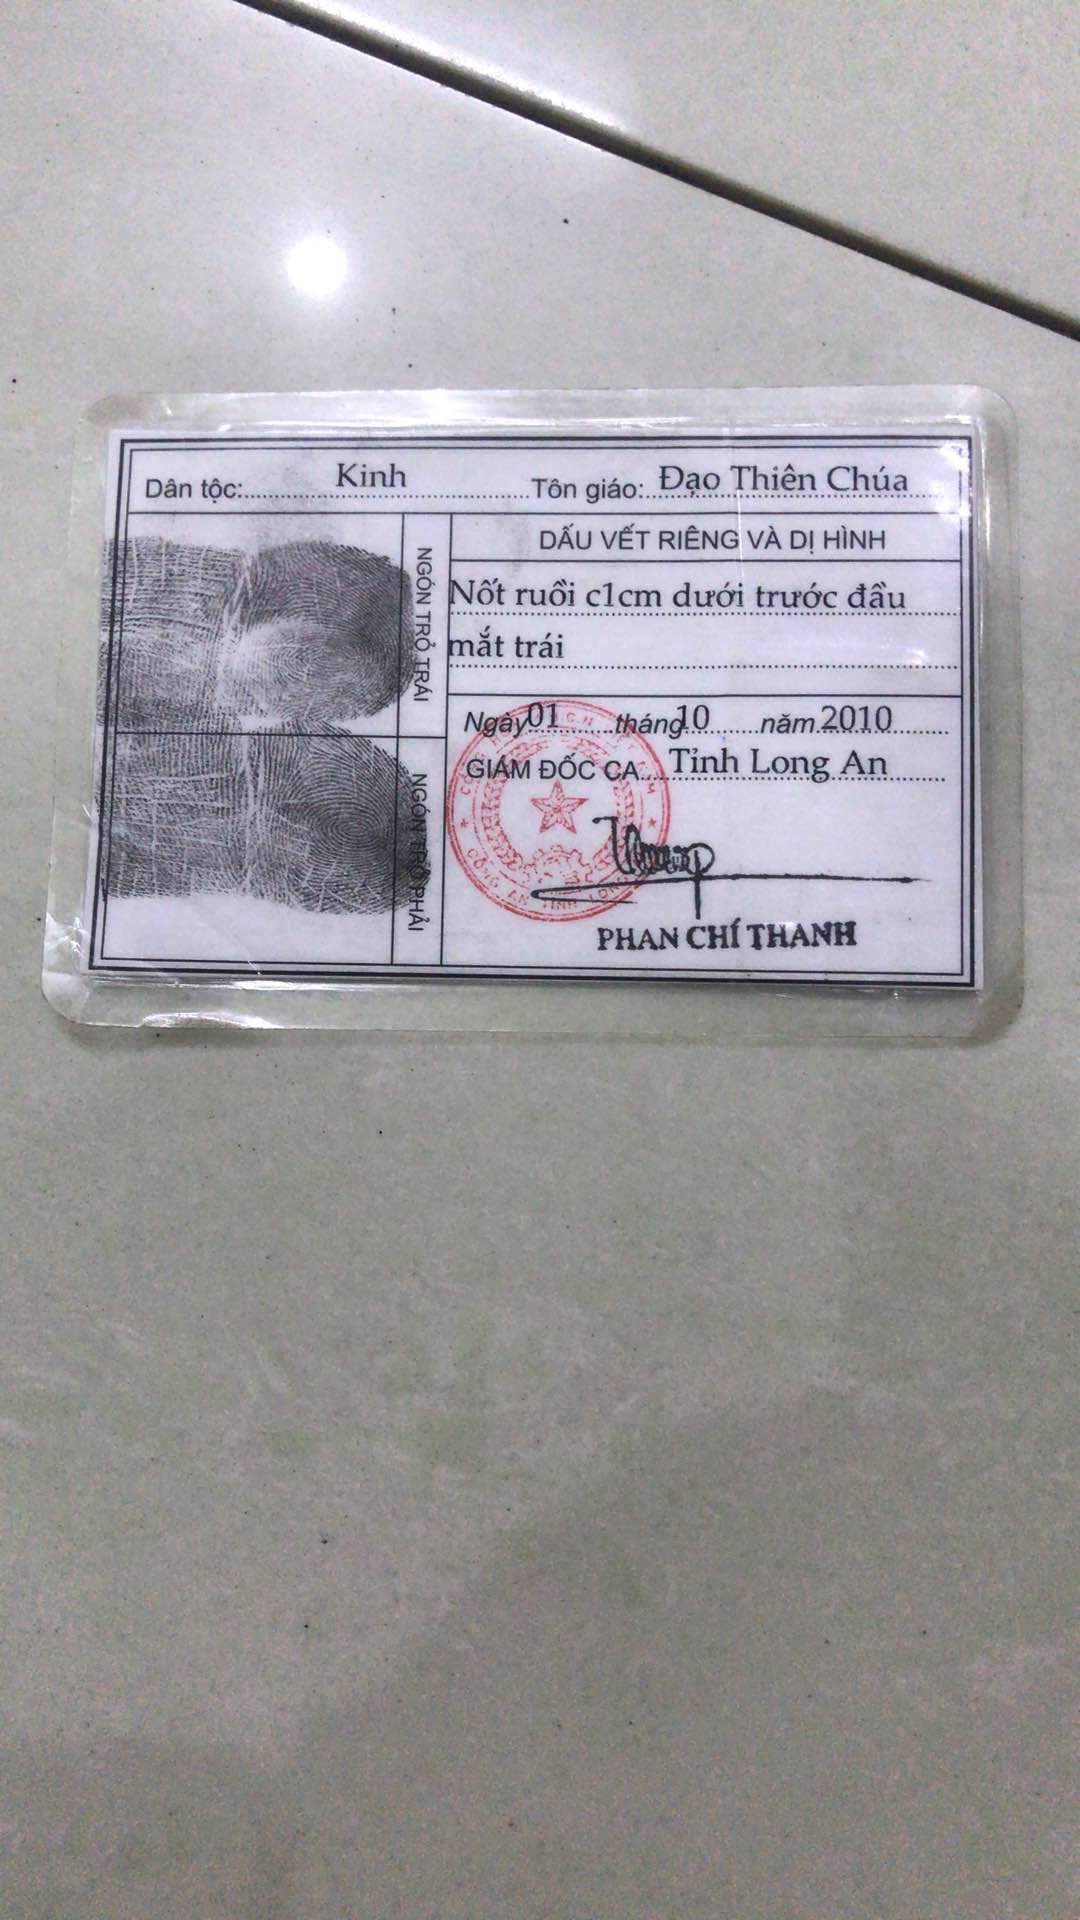 Dân tộc: Kinh Tôn giáo: Đạo Thiên Chúa
NGÓN TRỎ TRÁI
NGÓN TRỎ PHẢI
DẤU VẾT RIÊNG VÀ DỊ HÌNH
Nốt ruồi c1cm dưới trước đầu
mắt trái
Ngày 01 tháng 10 năm 2010
GIÁM ĐỐC CA Tỉnh Long An
CÔNG AN TỈNH LONG
PHAN CHÍ THANH